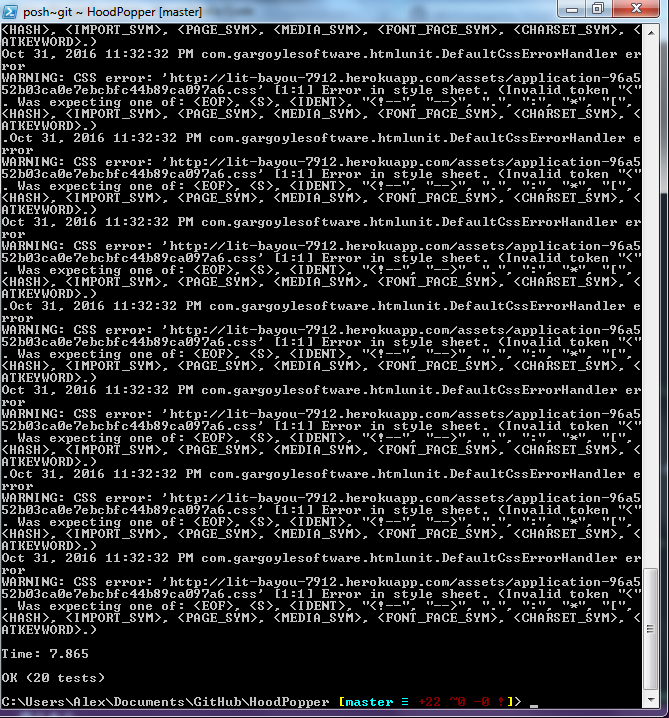 posh~git ~ HoodPopper [master]
<HASH>, <IMPORT_SYM>, <PAGE_SYM>, <MEDIA_SYM>, <FONT_FACE_SYM>, <CHARSET_SYM>, <
ATKEYWORD>.)
Oct 31, 2016 11:32:32 PM com.gargoylesoftware.htmlunit.DefaultCssErrorHandler er
ror
WARNING: CSS error: 'http://lit-bayou-7912.herokuapp.com/assets/application-96a5
52b03ca0e7ebcbfc44b89ca097a6.css' [1:1] Error in style sheet. (Invalid token "<"
. Was expecting one of: <EOF>, <S>, <IDENT>, "<!--", "-->", ".", ":", "*", "[",
<HASH>, <IMPORT_SYM>, <PAGE_SYM>, <MEDIA_SYM>, <FONT_FACE_SYM>, <CHARSET_SYM>, <
ATKEYWORD>.)
.Oct 31, 2016 11:32:32 PM com.gargoylesoftware.htmlunit.DefaultCssErrorHandler e
rror
WARNING: CSS error: 'http://lit-bayou-7912.herokuapp.com/assets/application-96a5
52b03ca0e7ebcbfc44b89ca097a6.css' [1:1] Error in style sheet. (Invalid token "<"
. Was expecting one of: <EOF>, <S>, <IDENT>, "<!--", "-->", ".", ":", "*", "[",
<HASH>, <IMPORT_SYM>, <PAGE_SYM>, <MEDIA_SYM>, <FONT_FACE_SYM>, <CHARSET_SYM>, <
ATKEYWORD>.)
Oct 31, 2016 11:32:32 PM com.gargoylesoftware.htmlunit.DefaultCssErrorHandler er
ror
WARNING: CSS error: 'http://lit-bayou-7912.herokuapp.com/assets/application-96a5
52b03ca0e7ebcbfc44b89ca097a6.css' [1:1] Error in style sheet. (Invalid token "<"
. Was expecting one of: <EOF>, <S>, <IDENT>, "<!--", "-->", ".", ":", "*", "[",
<HASH>, <IMPORT_SYM>, <PAGE_SYM>, <MEDIA_SYM>, <FONT_FACE_SYM>, <CHARSET_SYM>, <
ATKEYWORD>.)
.Oct 31, 2016 11:32:32 PM com.gargoylesoftware.htmlunit.DefaultCssErrorHandler e
rror
WARNING: CSS error: 'http://lit-bayou-7912.herokuapp.com/assets/application-96a5
52b03ca0e7ebcbfc44b89ca097a6.css' [1:1] Error in style sheet. (Invalid token "<"
. Was expecting one of: <EOF>, <S>, <IDENT>, "<!--", "-->", ".", ":", "*", "[",
<HASH>, <IMPORT_SYM>, <PAGE_SYM>, <MEDIA_SYM>, <FONT_FACE_SYM>, <CHARSET_SYM>, <
ATKEYWORD>.)
Oct 31, 2016 11:32:32 PM com.gargoylesoftware.htmlunit.DefaultCssErrorHandler er
ror
WARNING: CSS error: 'http://lit-bayou-7912.herokuapp.com/assets/application-96a5
52b03ca0e7ebcbfc44b89ca097a6.css' [1:1] Error in style sheet. (Invalid token "<"
. Was expecting one of: <EOF>, <S>, <IDENT>, "<!--", "-->", ".", ":", "*", "[",
<HASH>, <IMPORT_SYM>, <PAGE_SYM>, <MEDIA_SYM>, <FONT_FACE_SYM>, <CHARSET_SYM>, <
ATKEYWORD>.)
.Oct 31, 2016 11:32:32 PM com.gargoylesoftware.htmlunit.DefaultCssErrorHandler e
rror
WARNING: CSS error: 'http://lit-bayou-7912.herokuapp.com/assets/application-96a5
52b03ca0e7ebcbfc44b89ca097a6.css' [1:1] Error in style sheet. (Invalid token "<"
. Was expecting one of: <EOF>, <S>, <IDENT>, "<!--", "-->", ".", ":", "*", "[",
<HASH>, <IMPORT_SYM>, <PAGE_SYM>, <MEDIA_SYM>, <FONT_FACE_SYM>, <CHARSET_SYM>, <
ATKEYWORD>.)
Oct 31, 2016 11:32:32 PM com.gargoylesoftware.htmlunit.DefaultCssErrorHandler er
ror
WARNING: CSS error: 'http://lit-bayou-7912.herokuapp.com/assets/application-96a5
52b03ca0e7ebcbfc44b89ca097a6.css' [1:1] Error in style sheet. (Invalid token "<"
. Was expecting one of: <EOF>, <S>, <IDENT>, "<!--", "-->", ".", ":", "*", "[",
<HASH>, <IMPORT_SYM>, <PAGE_SYM>, <MEDIA_SYM>, <FONT_FACE_SYM>, <CHARSET_SYM>, <
ATKEYWORD>.)
Time: 7.865
OK (20 tests)
C:\Users\Alex\Documents\GitHub\HoodPopper [master ≡ +22 ~0 -0 !]> _